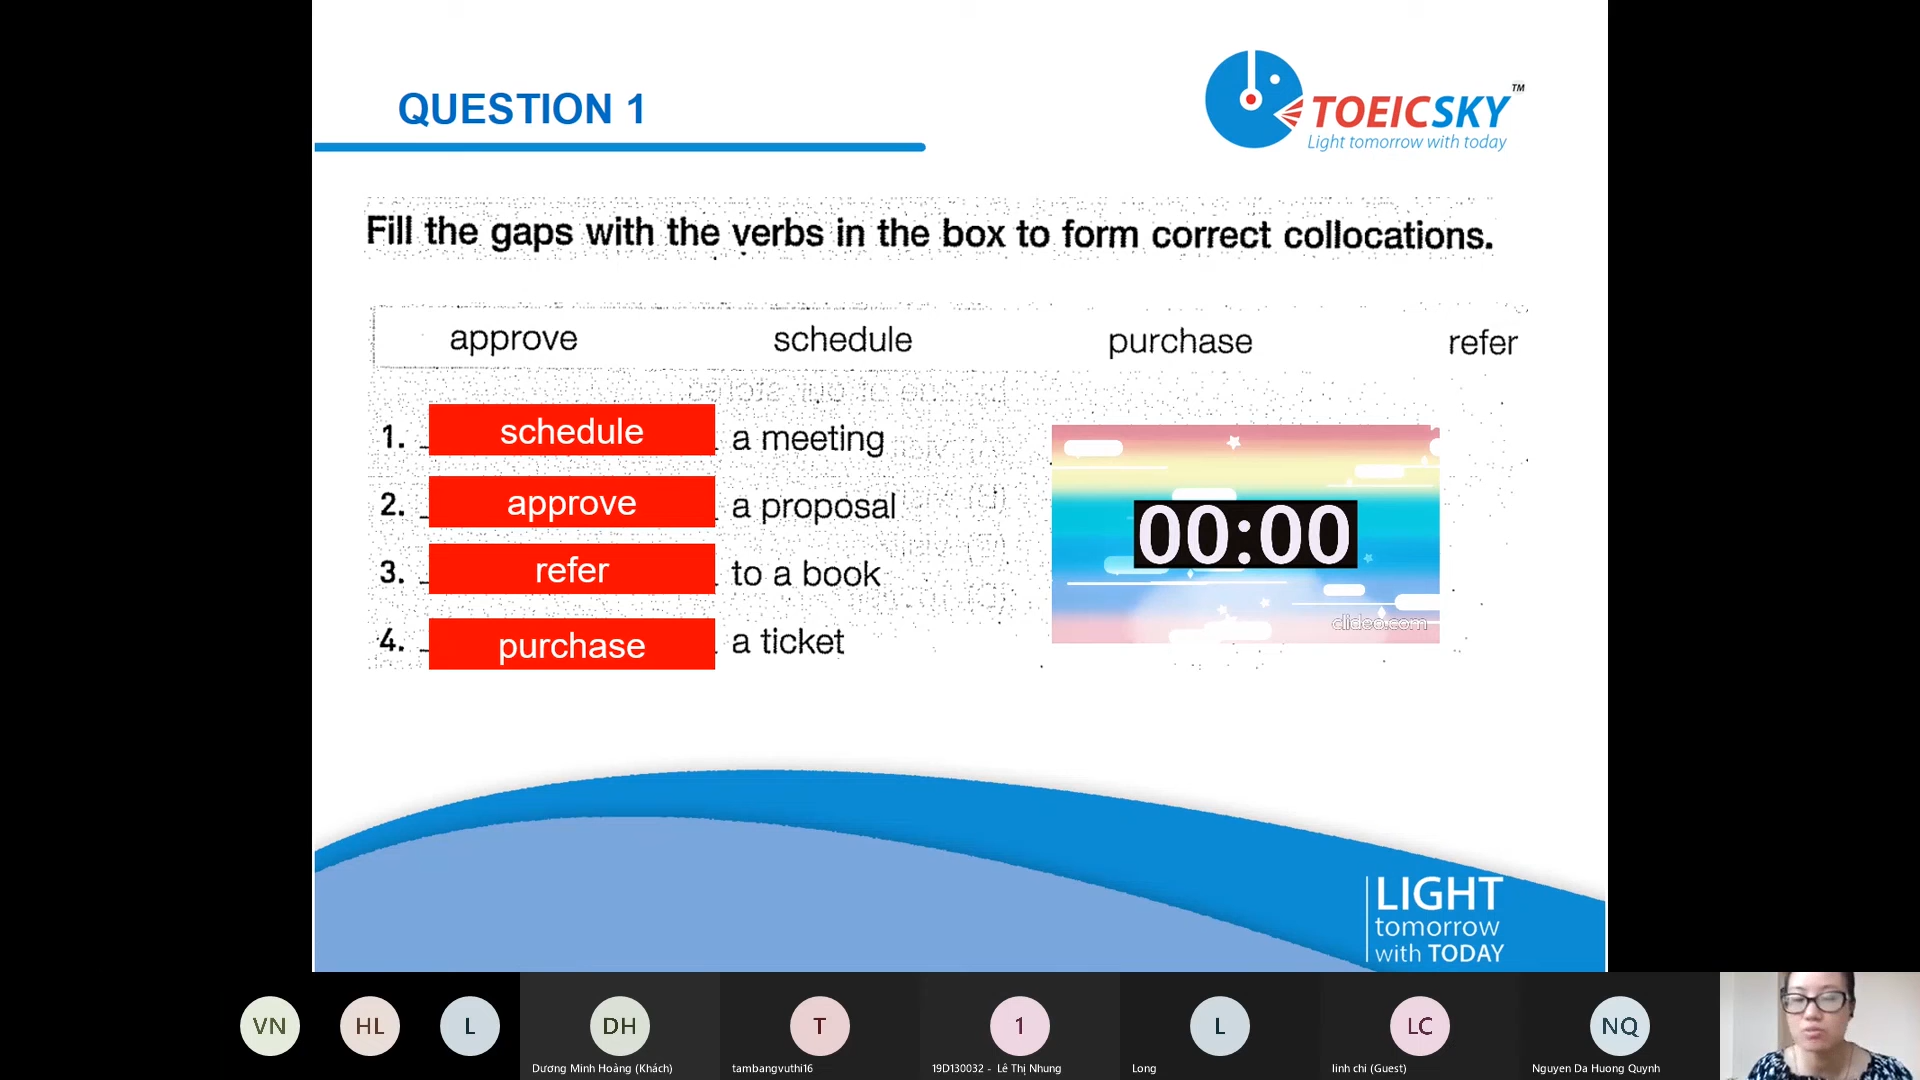 QUESTION 1
TOEICSKY™
Light tomorrow with today
Fill the gaps with the verbs in the box to form correct collocations.
approve schedule purchase refer
1. schedule a meeting
2. approve a proposal
3. refer to a book
4. purchase a ticket
00:00
clideo.com
LIGHT
tomorrow
with TODAY
VN HL L DH T 1 L LC NQ
Dương Minh Hoàng (Khách) tambangvuthi16 19D130032 - Lê Thị Nhung Long linh chi (Guest) Nguyen Da Huong Quynh